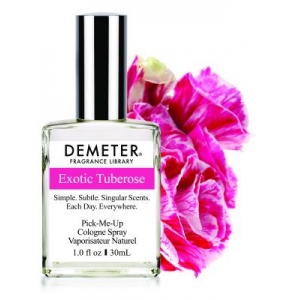 DEMETER®
FRAGRANCE LIBRARY
Exotic Tuberose
Simple. Subtle. Singular Scents.
Each Day. Everywhere.
Pick-Me-Up
Cologne Spray
Vaporisateur Naturel
1.0 fl oz ❙ 30mL